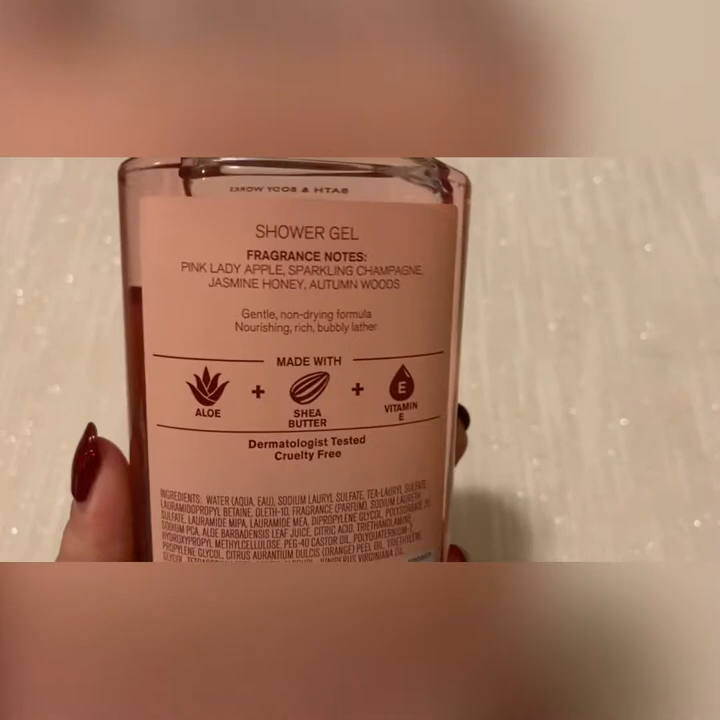 BATH & BODY WORKS
SHOWER GEL
FRAGRANCE NOTES:
PINK LADY APPLE, SPARKLING CHAMPAGNE,
JASMINE HONEY, AUTUMN WOODS
Gentle, non-drying formula
Nourishing, rich, bubbly lather
MADE WITH
ALOE + SHEA BUTTER + E VITAMIN E
Dermatologist Tested
Cruelty Free
INGREDIENTS: WATER (AQUA, EAU), SODIUM LAURYL SULFATE, TEA-LAURYL SULFATE,
LAURAMIDOPROPYL BETAINE, OLETH-10, FRAGRANCE (PARFUM), SODIUM LAURETH
SULFATE, LAURAMIDE MIPA, LAURAMIDE MEA, DIPROPYLENE GLYCOL, POLYSORBATE 20,
SODIUM PCA, ALOE BARBADENSIS LEAF JUICE, CITRIC ACID, TRIETHANOLAMINE,
HYDROXYPROPYL METHYLCELLULOSE, PEG-40 CASTOR OIL, POLYQUATERNIUM-7,
PROPYLENE GLYCOL, CITRUS AURANTIUM DULCIS (ORANGE) PEEL OIL,
GLYCOL, JUNIPERUS VIRGINIANA OIL,